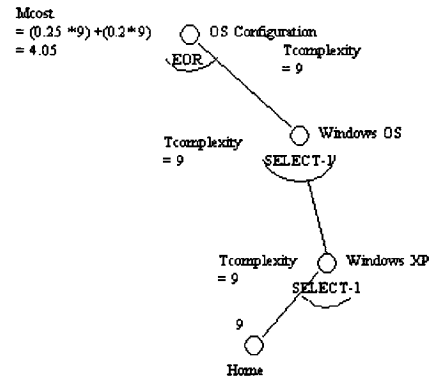 Mcost
= (0.25 *9) +(0.2*9)
= 4.05
OS Configuration
EOR
Tcomplexity
= 9
Windows OS
Tcomplexity
= 9
SELECT-1
Tcomplexity
= 9
Windows XP
SELECT-1
9
Home